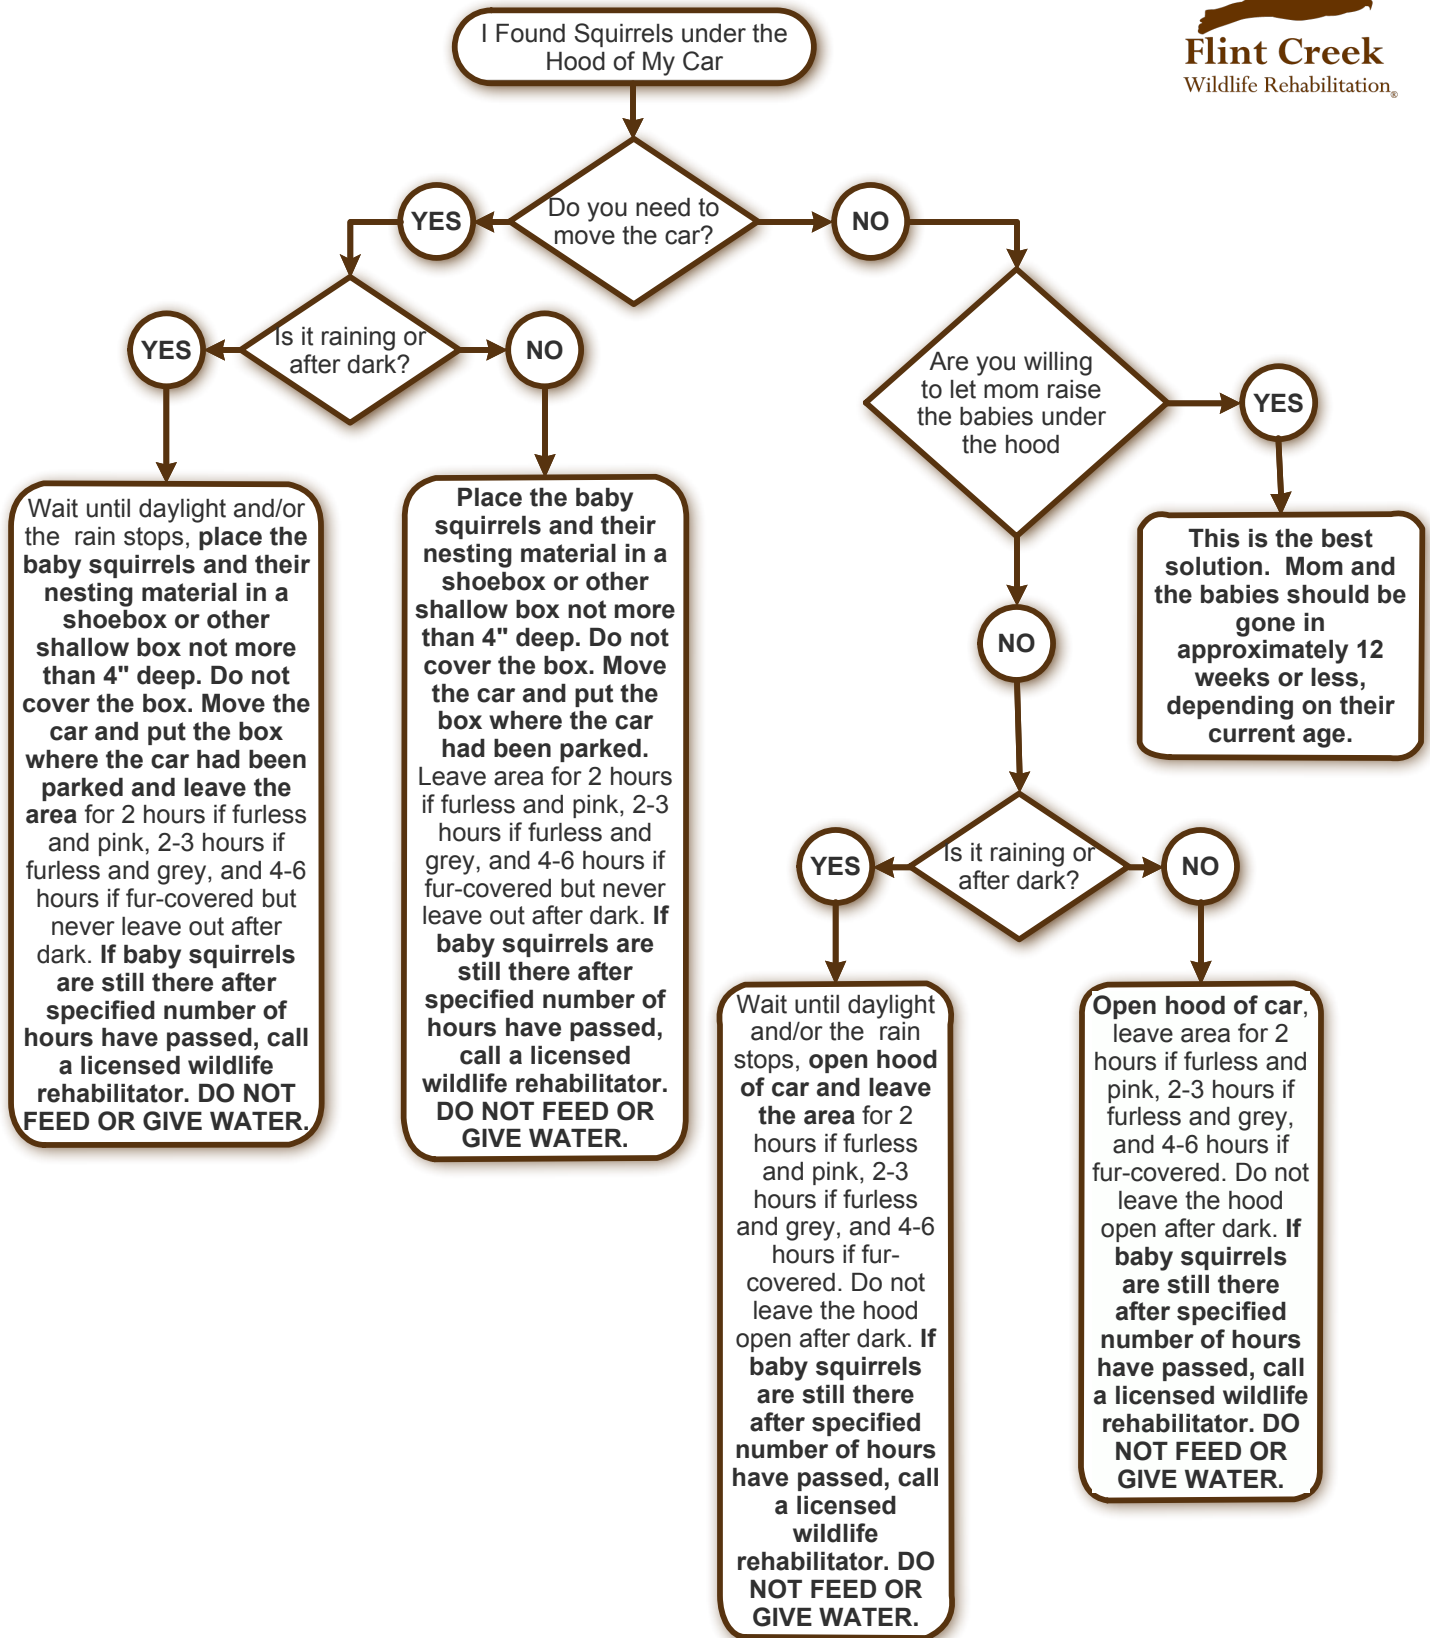 I Found Squirrels under the
Hood of My Car
Flint Creek
Wildlife Rehabilitation®
Do you need to
move the car?
YES
NO
Is it raining or
after dark?
YES
NO
Are you willing
to let mom raise
the babies under
the hood
YES
NO
Wait until daylight and/or
the  rain stops, place the
baby squirrels and their
nesting material in a
shoebox or other
shallow box not more
than 4" deep. Do not
cover the box. Move the
car and put the box
where the car had been
parked and leave the
area for 2 hours if furless
and pink, 2-3 hours if
furless and grey, and 4-6
hours if fur-covered but
never leave out after
dark. If baby squirrels
are still there after
specified number of
hours have passed, call
a licensed wildlife
rehabilitator. DO NOT
FEED OR GIVE WATER.
Place the baby
squirrels and their
nesting material in a
shoebox or other
shallow box not more
than 4" deep. Do not
cover the box. Move
the car and put the
box where the car
had been parked.
Leave area for 2 hours
if furless and pink, 2-3
hours if furless and
grey, and 4-6 hours if
fur-covered but never
leave out after dark. If
baby squirrels are
still there after
specified number of
hours have passed,
call a licensed
wildlife rehabilitator.
DO NOT FEED OR
GIVE WATER.
This is the best
solution.  Mom and
the babies should be
gone in
approximately 12
weeks or less,
depending on their
current age.
Is it raining or
after dark?
YES
NO
Wait until daylight
and/or the  rain
stops, open hood
of car and leave
the area for 2
hours if furless
and pink, 2-3
hours if furless
and grey, and 4-6
hours if fur-
covered. Do not
leave the hood
open after dark. If
baby squirrels
are still there
after specified
number of hours
have passed, call
a licensed
wildlife
rehabilitator. DO
NOT FEED OR
GIVE WATER.
Open hood of car,
leave area for 2
hours if furless and
pink, 2-3 hours if
furless and grey,
and 4-6 hours if
fur-covered. Do not
leave the hood
open after dark. If
baby squirrels
are still there
after specified
number of hours
have passed, call
a licensed wildlife
rehabilitator. DO
NOT FEED OR
GIVE WATER.